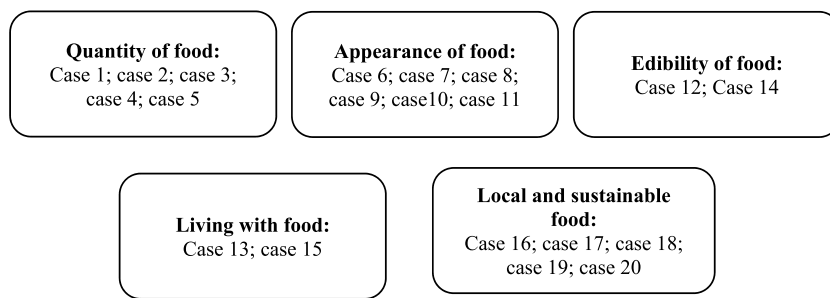 Quantity of food:
Case 1; case 2; case 3;
case 4; case 5
Appearance of food:
Case 6; case 7; case 8;
case 9; case10; case 11
Edibility of food:
Case 12; Case 14
Living with food:
Case 13; case 15
Local and sustainable
food:
Case 16; case 17; case 18;
case 19; case 20